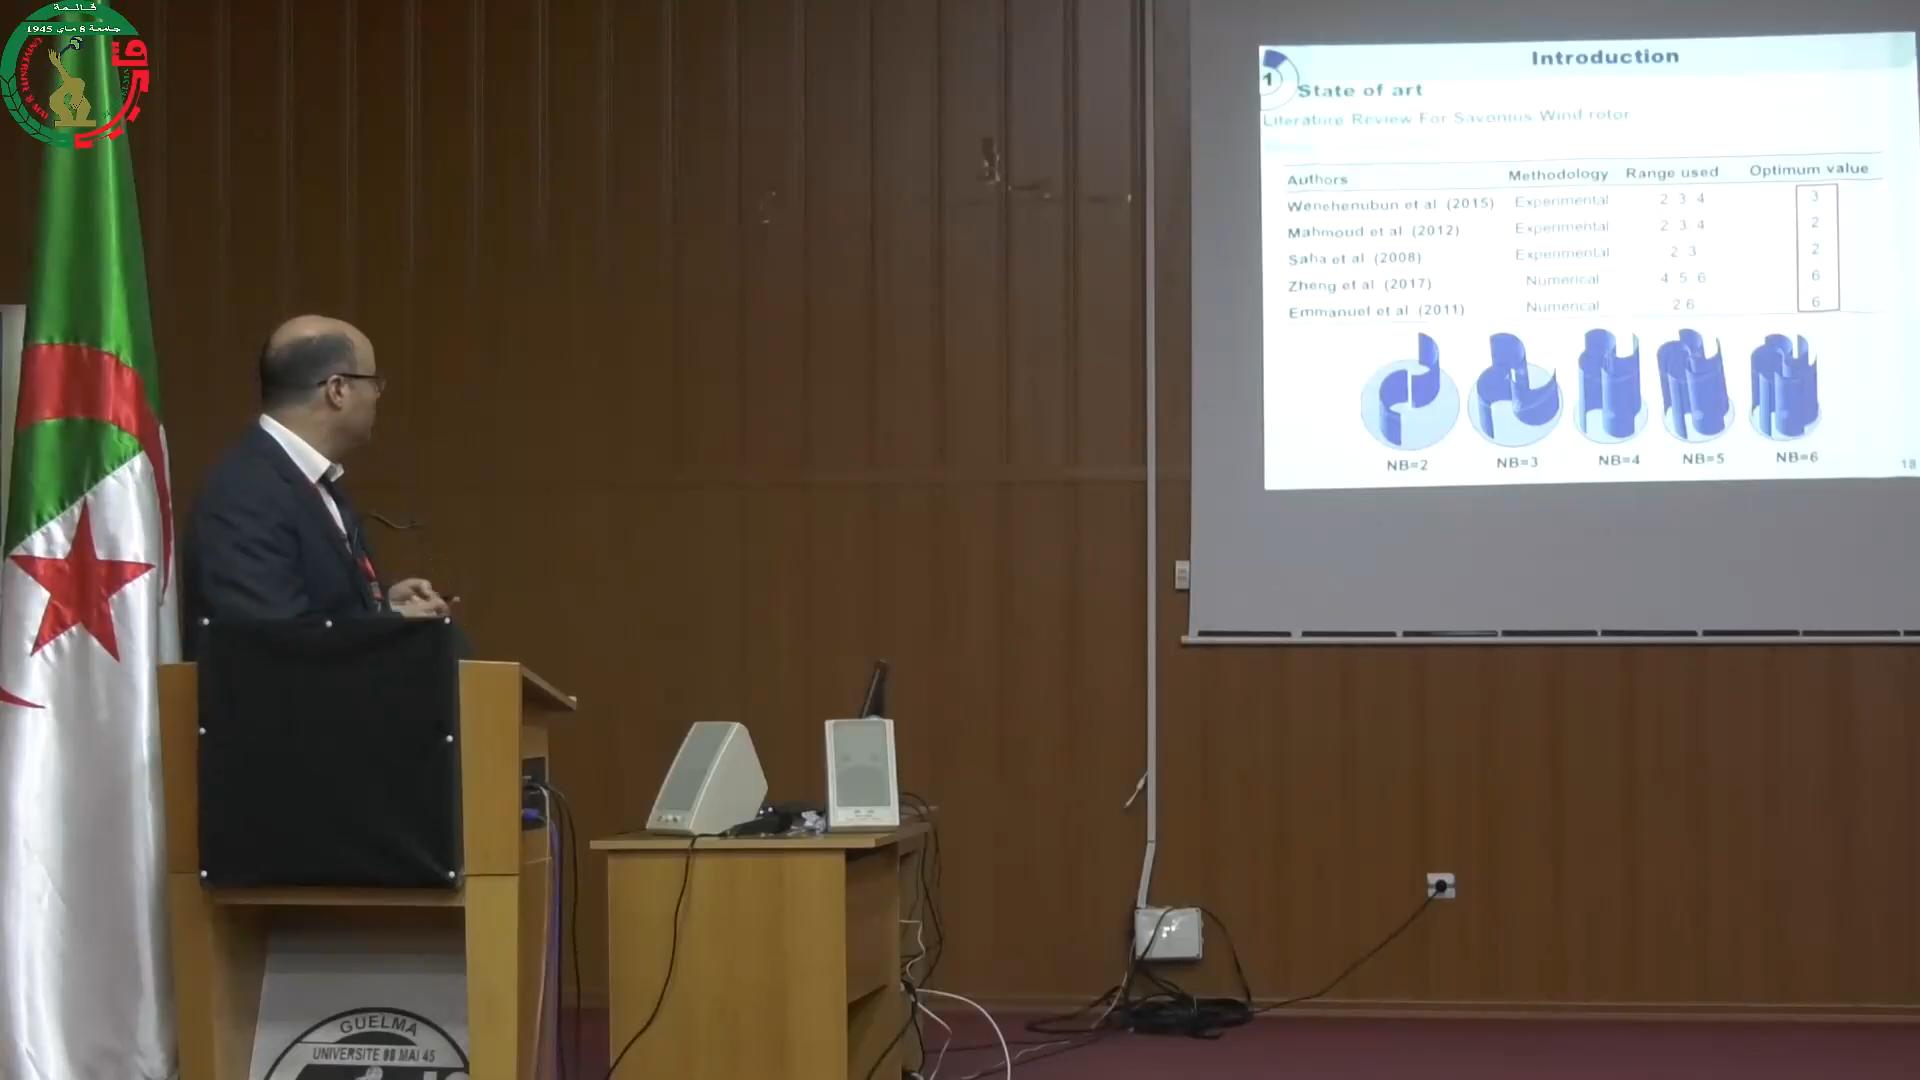 قالمة
جامعة 8 ماي 1945
Introduction
1
State of art
Literature Review For Savonius Wind rotor
Authors Methodology Range used Optimum value
Wenehenubun et al. (2015) Experimental 2 3 4 3
Mahmoud et al. (2012) Experimental 2 3 4 2
Saha et al. (2008) Experimental 2 3 2
Zheng et al. (2017) Numerical 4 5 6 6
Emmanuel et al. (2011) Numerical 2 6 6
NB=2 NB=3 NB=4 NB=5 NB=6
18
GUELMA
UNIVERSITE 08 MAI 45